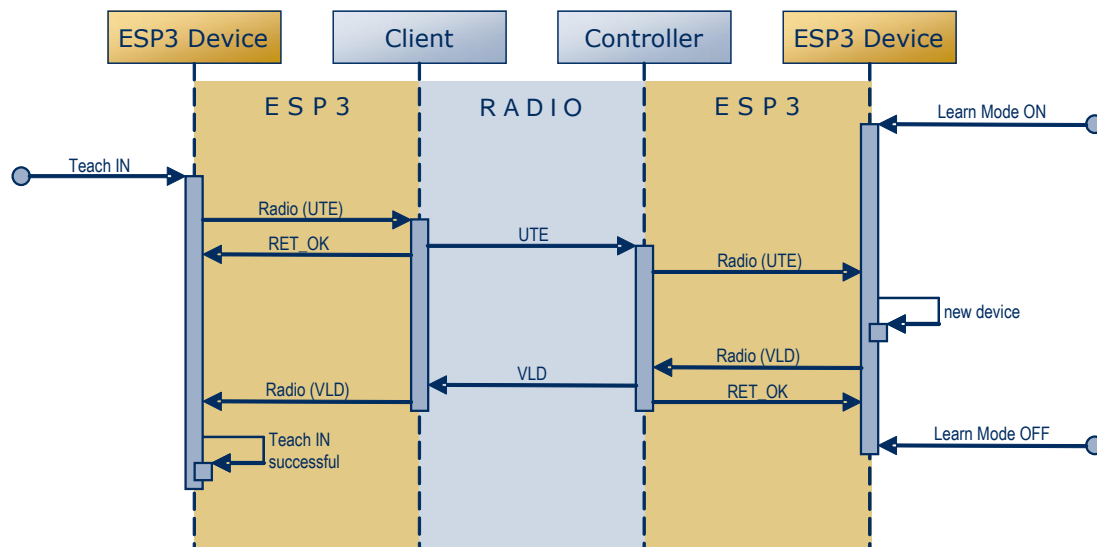 ESP3 Device
Client
Controller
ESP3 Device
ESP3
RADIO
ESP3
Learn Mode ON
Teach IN
Radio (UTE)
UTE
RET_OK
Radio (UTE)
new device
Radio (VLD)
VLD
Radio (VLD)
RET_OK
Teach IN
successful
Learn Mode OFF